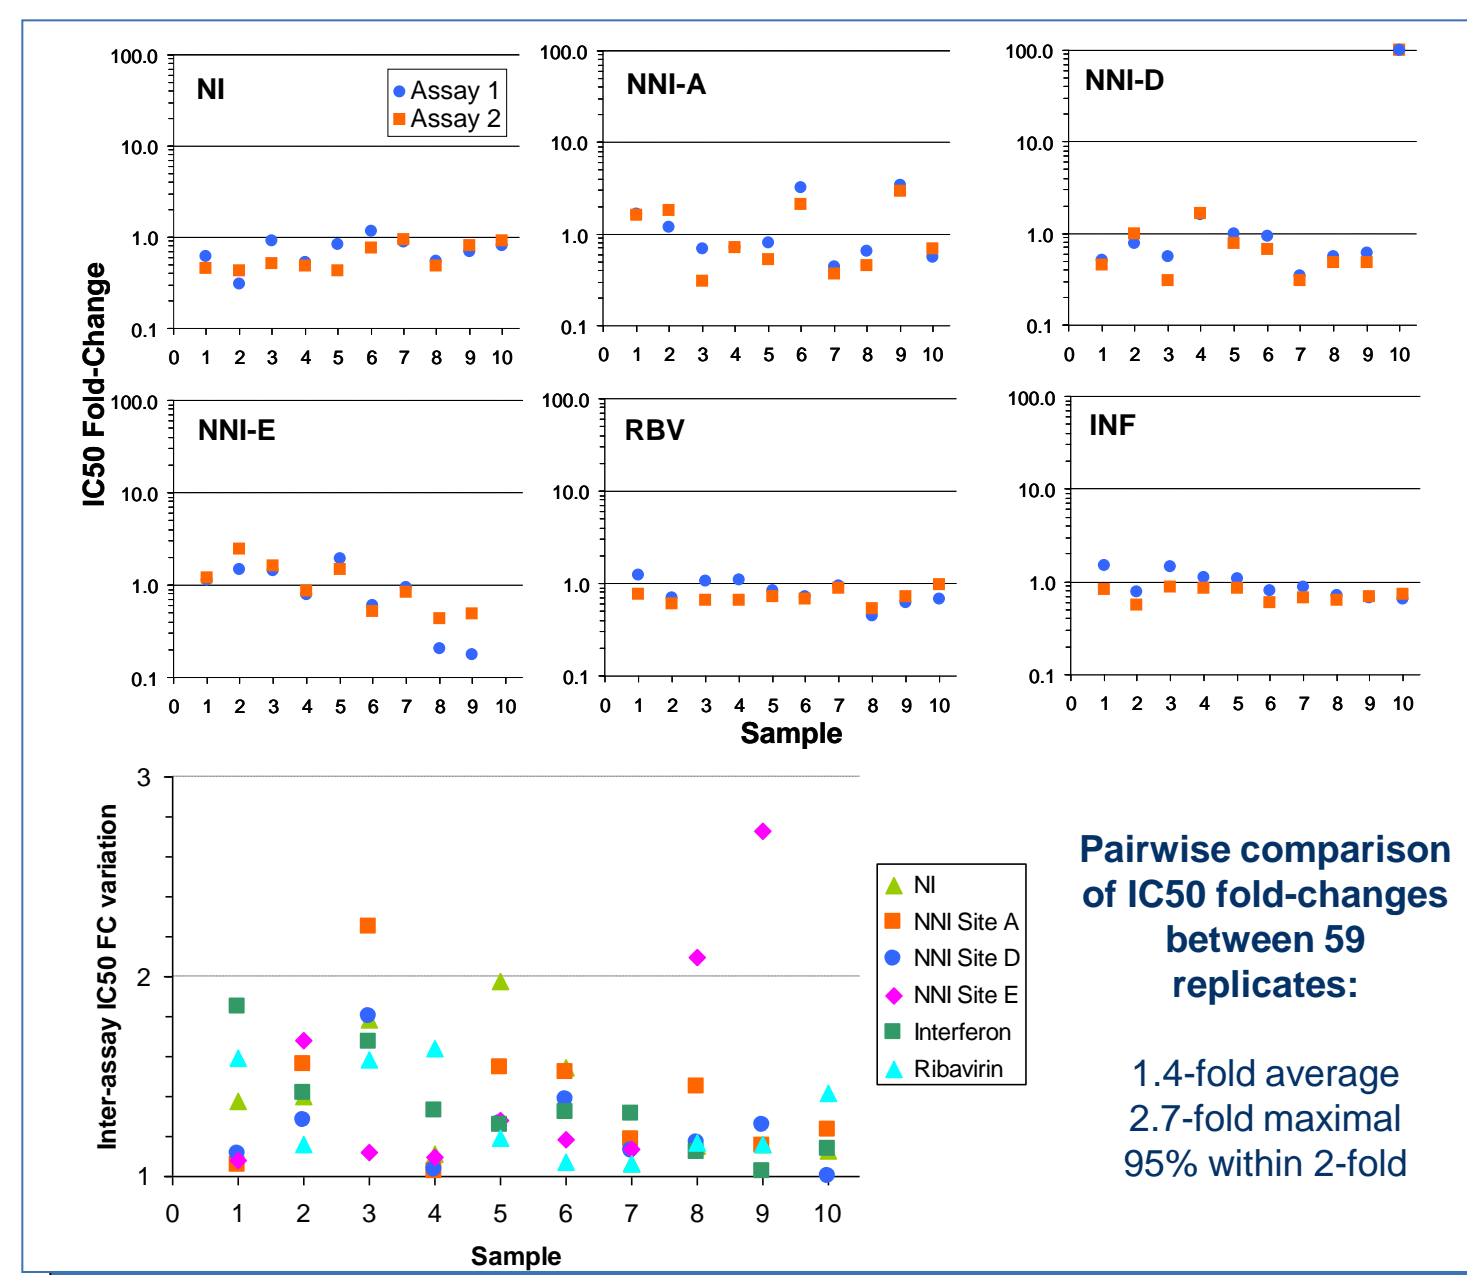 NI
Assay 1
Assay 2
100.0
10.0
1.0
0.1
0 1 2 3 4 5 6 7 8 9 10
NNI-A
100.0
10.0
1.0
0.1
0 1 2 3 4 5 6 7 8 9 10
NNI-D
100.0
10.0
1.0
0.1
0 1 2 3 4 5 6 7 8 9 10
IC50 Fold-Change
NNI-E
100.0
10.0
1.0
0.1
0 1 2 3 4 5 6 7 8 9 10
RBV
100.0
10.0
1.0
0.1
0 1 2 3 4 5 6 7 8 9 10
INF
100.0
10.0
1.0
0.1
0 1 2 3 4 5 6 7 8 9 10
Sample
Inter-assay IC50 FC variation
3
2
1
0 1 2 3 4 5 6 7 8 9 10
Sample
NI
NNI Site A
NNI Site D
NNI Site E
Interferon
Ribavirin
Pairwise comparison
of IC50 fold-changes
between 59
replicates:
1.4-fold average
2.7-fold maximal
95% within 2-fold